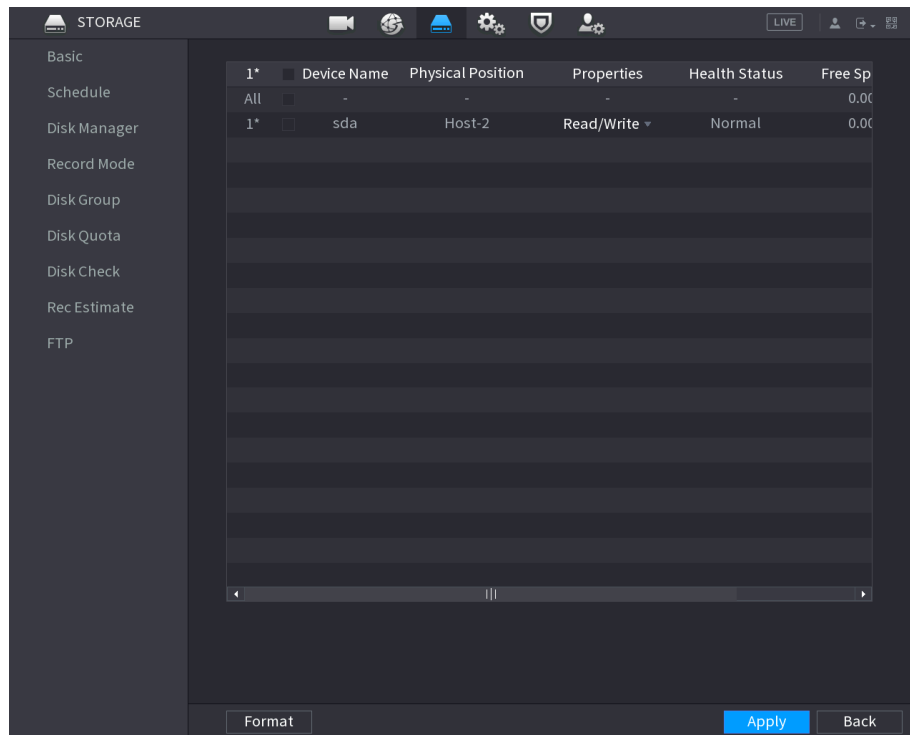 STORAGE LIVE
Basic
Schedule
Disk Manager
Record Mode
Disk Group
Disk Quota
Disk Check
Rec Estimate
FTP
1* Device Name Physical Position Properties Health Status Free Sp
All - - - - 0.00
1* sda Host-2 Read/Write Normal 0.00
Format Apply Back